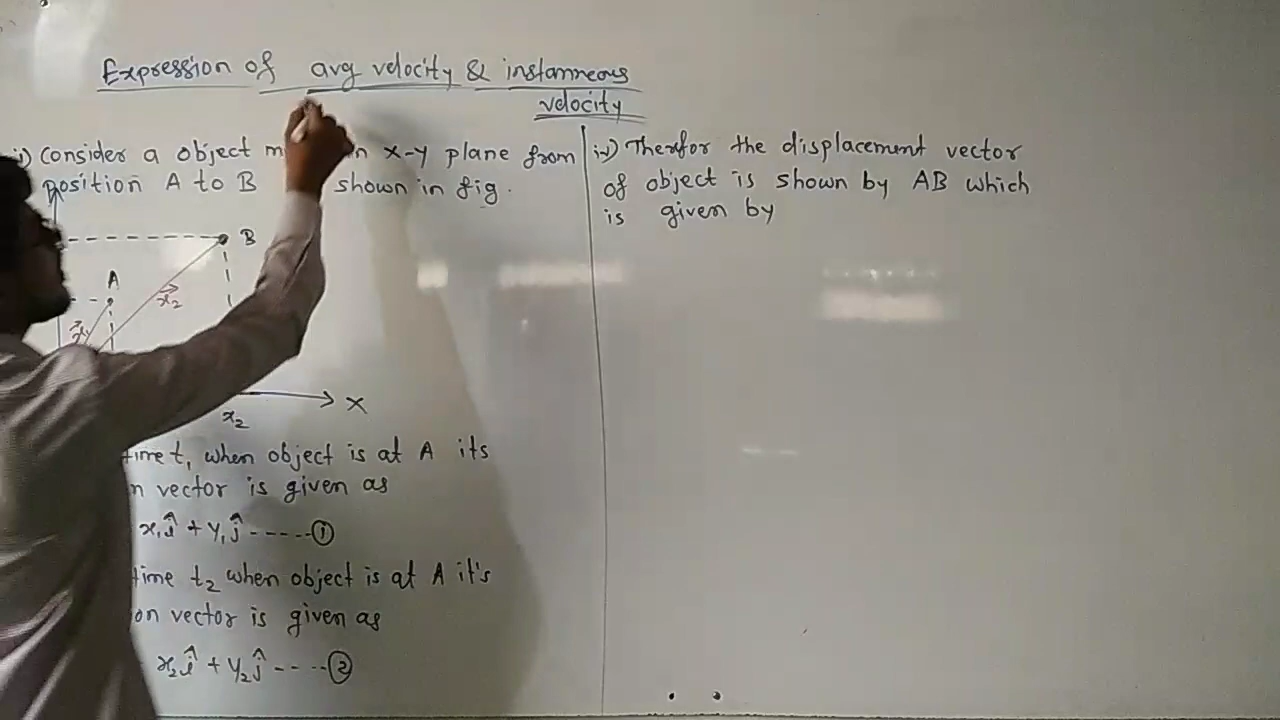 Expression of avg velocity & instanneous
velocity
i) Consider a object in X-Y plane from
position A to B shown in fig.
B
A
x₂
x₂
X
time t₁ when object is at A its
vector is given as
x₁î + y₁ĵ -----①
time t₂ when object is at A it's
vector is given as
x₂î + y₂ĵ -----②
iv) Therfor the displacement vector
of object is shown by AB which
is given by